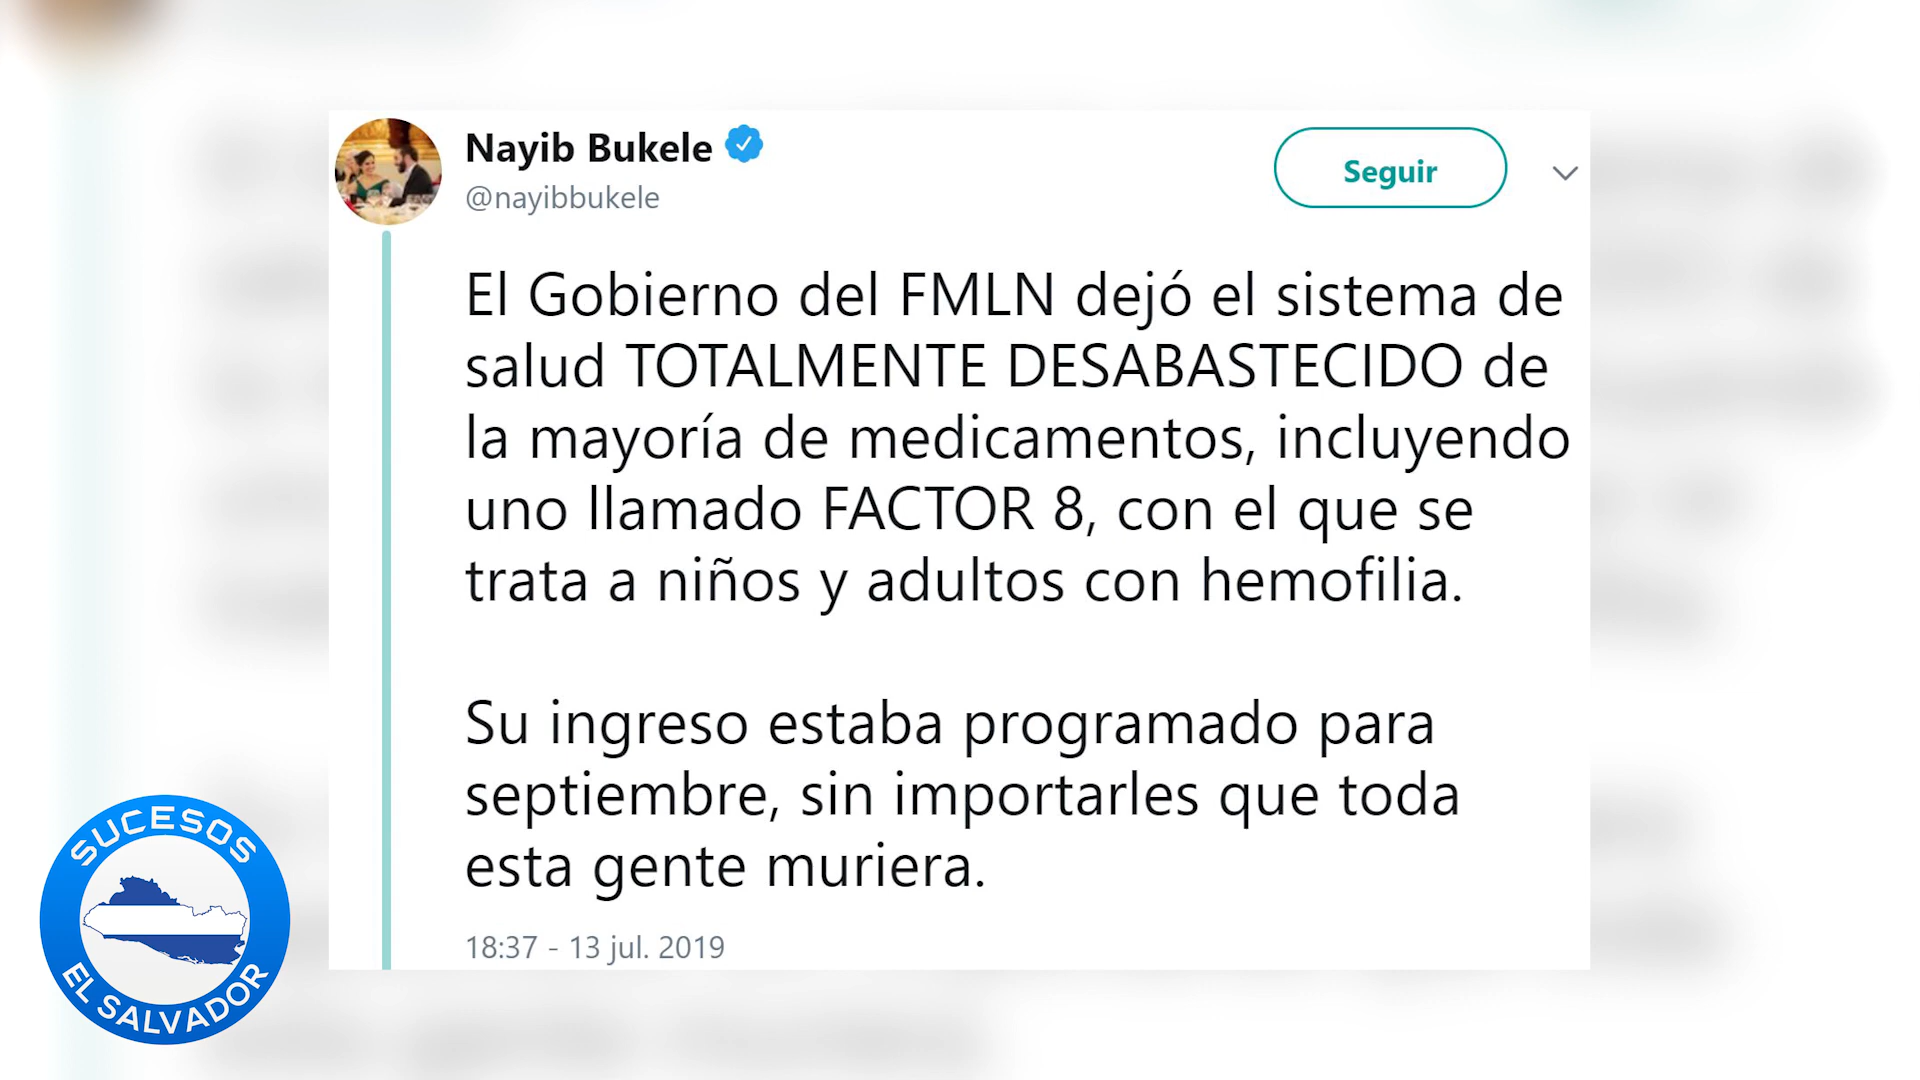 Nayib Bukele
@nayibbukele
Seguir
El Gobierno del FMLN dejó el sistema de
salud TOTALMENTE DESABASTECIDO de
la mayoría de medicamentos, incluyendo
uno llamado FACTOR 8, con el que se
trata a niños y adultos con hemofilia.
Su ingreso estaba programado para
septiembre, sin importarles que toda
esta gente muriera.
18:37 - 13 jul. 2019
SUCESOS
EL SALVADOR